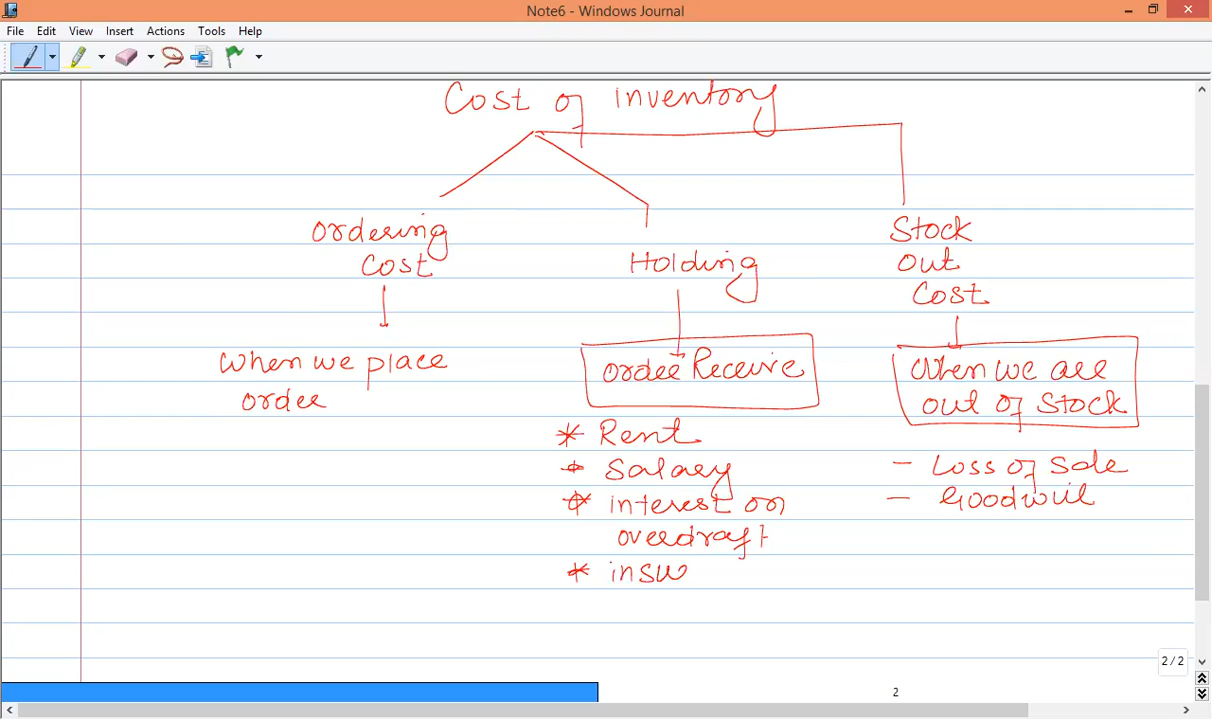 Note6 - Windows Journal
File Edit View Insert Actions Tools Help
Cost of inventory
ordering
Cost
Holding
Stock
Out
Cost
When we place
order
order Receive
When we are
out of Stock
* Rent
* Salary
* interest on
overdraft
* insu
- Loss of Sale
- Goodwill
2 / 2
2